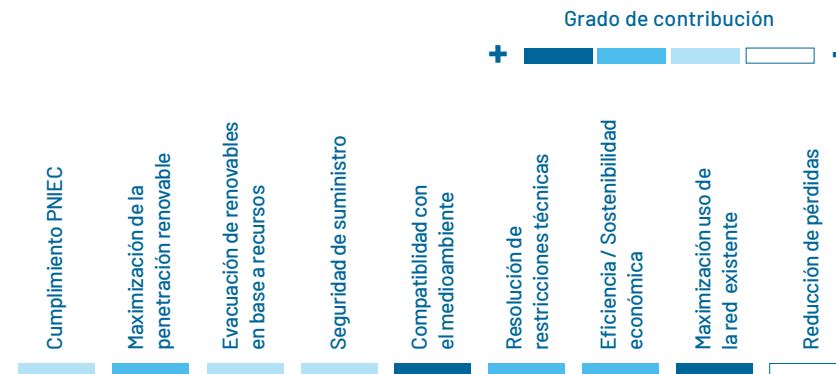 Grado de contribución
+
Cumplimiento PNIEC
Maximización de la
penetración renovable
Evacuación de renovables
en base a recursos
Seguridad de suministro
Compatiblidad con
el medioambiente
Resolución de
restricciones técnicas
Eficiencia / Sostenibilidad
económica
Maximización uso de
la red existente
Reducción de pérdidas